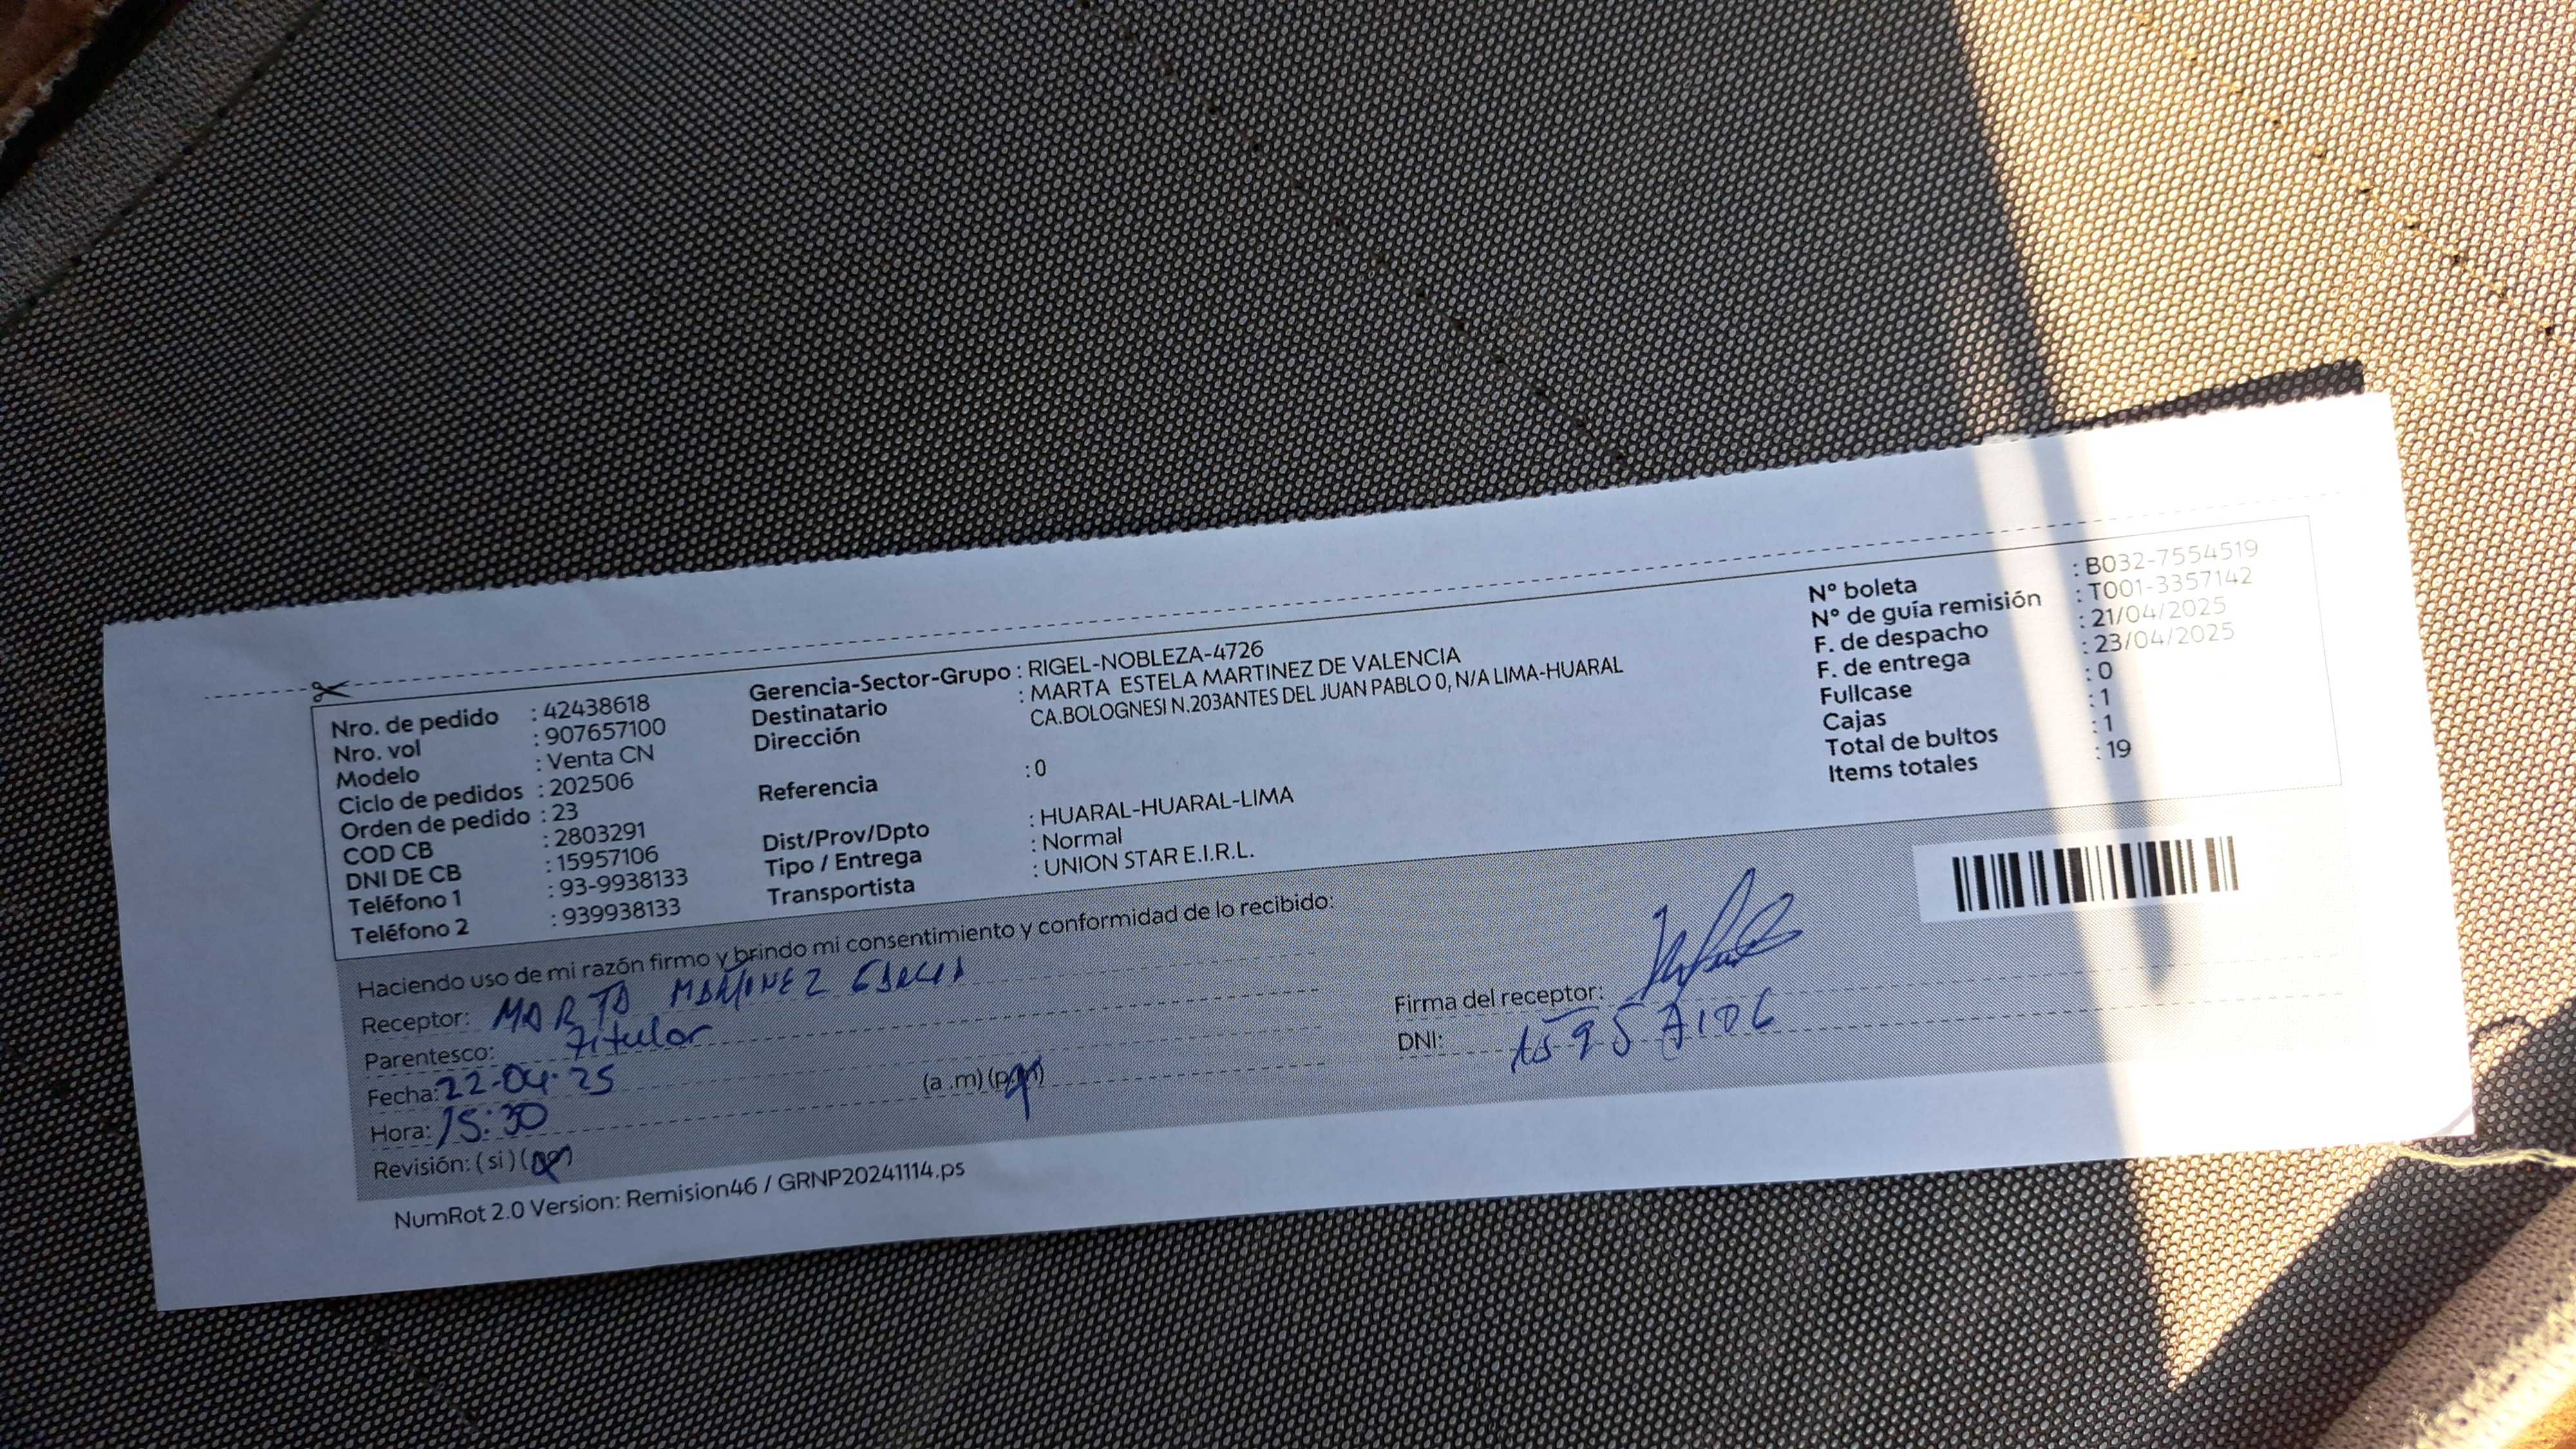 Nro. de pedido : 42438618
Nro. vol : 907657100
Modelo : Venta CN
Ciclo de pedidos : 202506
Orden de pedido : 23
COD CB : 2803291
DNI DE CB : 15957106
Teléfono 1 : 93-9938133
Teléfono 2 : 939938133
Gerencia-Sector-Grupo : RIGEL-NOBLEZA-4726
Destinatario : MARTA ESTELA MARTINEZ DE VALENCIA
Dirección CA.BOLOGNESI N.203ANTES DEL JUAN PABLO 0, N/A LIMA-HUARAL
Referencia : 0
Dist/Prov/Dpto : HUARAL-HUARAL-LIMA
Tipo / Entrega : Normal
Transportista : UNION STAR E.I.R.L.
N° boleta : B032-7554519
N° de guía remisión : T001-3357142
F. de despacho : 21/04/2025
F. de entrega : 23/04/2025
Fullcase : 0
Cajas : 1
Total de bultos : 1
Items totales : 19
Haciendo uso de mi razón firmo y brindo mi consentimiento y conformidad de lo recibido:
Receptor: MARTA MARTINEZ GARCIA
Parentesco: titular
Fecha: 22-04-25
Hora: 15:30 (a .m) (p.m)
Revisión: ( si ) ( no )
Firma del receptor:
DNI: 15957106
NumRot 2.0 Version: Remision46 / GRNP20241114.ps